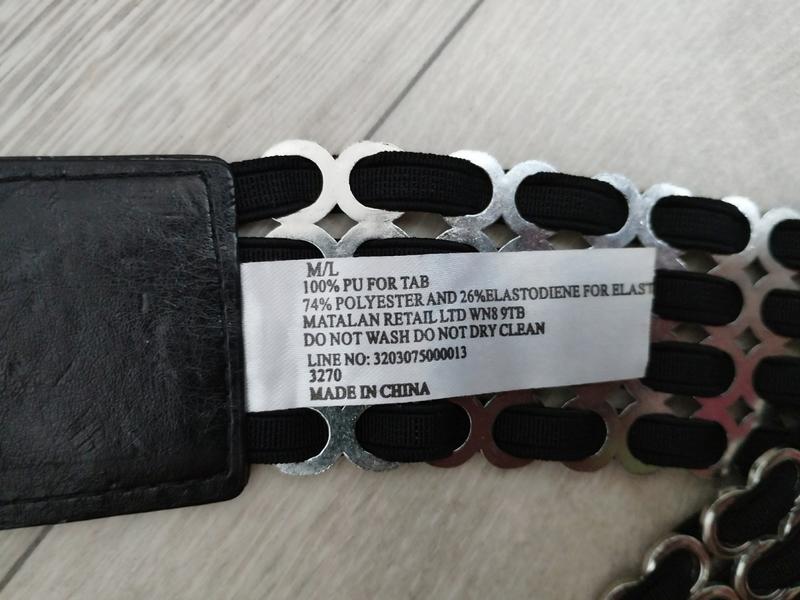 M/L
100% PU FOR TAB
74% POLYESTER AND 26%ELASTODIENE FOR ELAST
MATALAN RETAIL LTD WN8 9TB
DO NOT WASH DO NOT DRY CLEAN
LINE NO: 3203075000013
3270
MADE IN CHINA